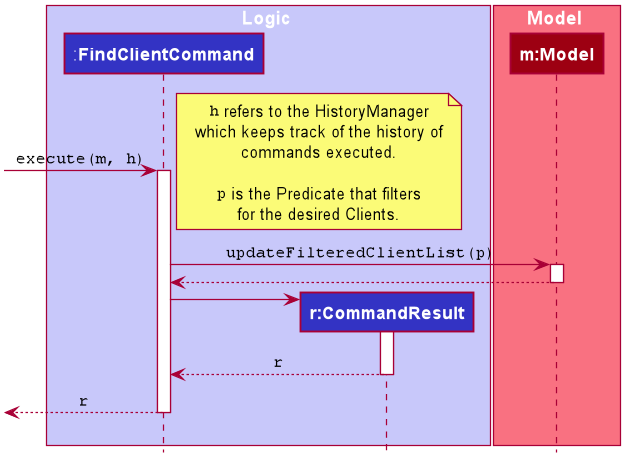 Logic
Model
:FindClientCommand
m:Model
h refers to the HistoryManager
which keeps track of the history of
commands executed.
p is the Predicate that filters
for the desired Clients.
execute(m, h)
updateFilteredClientList(p)
r:CommandResult
r
r